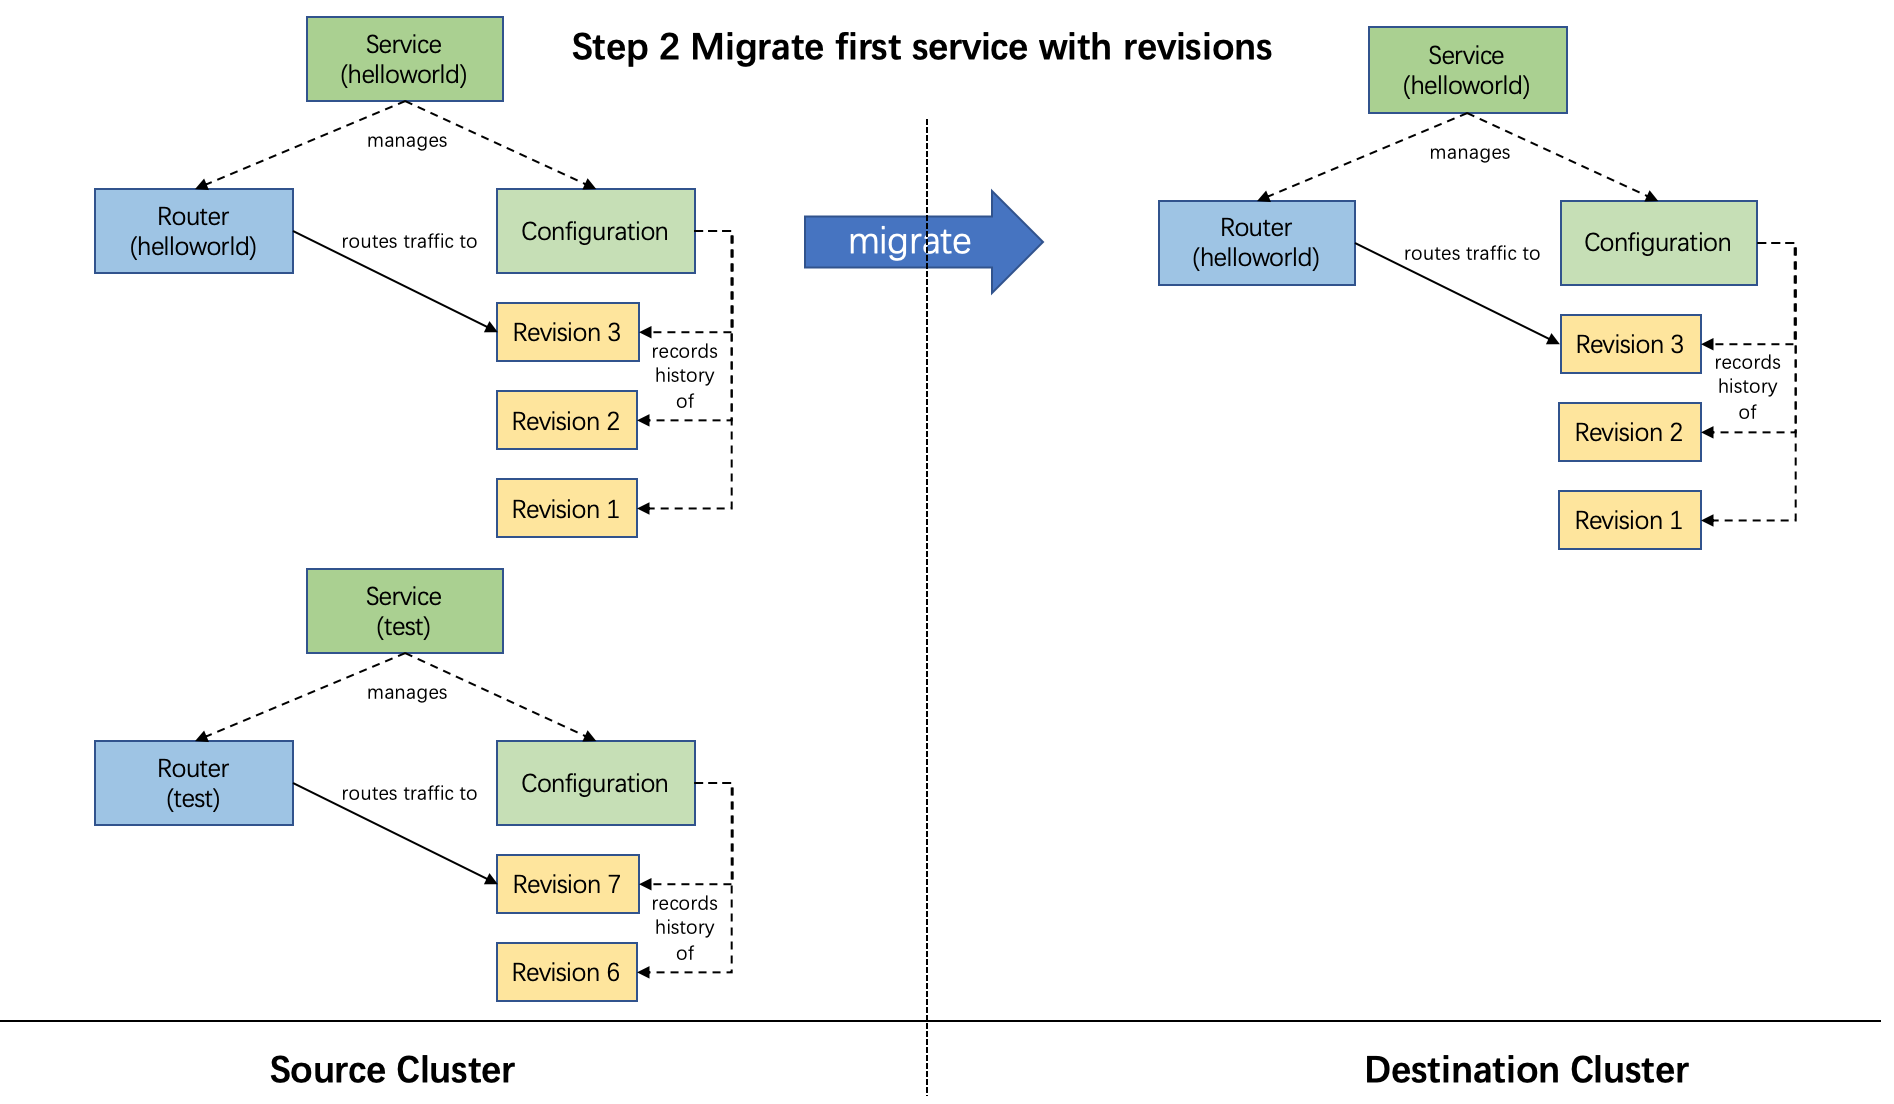 Step 2 Migrate first service with revisions
Service
(helloworld)
manages
Router
(helloworld)
routes traffic to
Configuration
Revision 3
records
history
of
Revision 2
Revision 1
Service
(test)
manages
Router
(test)
routes traffic to
Configuration
Revision 7
records
history
of
Revision 6
Source Cluster
migrate
Service
(helloworld)
manages
Router
(helloworld)
routes traffic to
Configuration
Revision 3
records
history
of
Revision 2
Revision 1
Destination Cluster